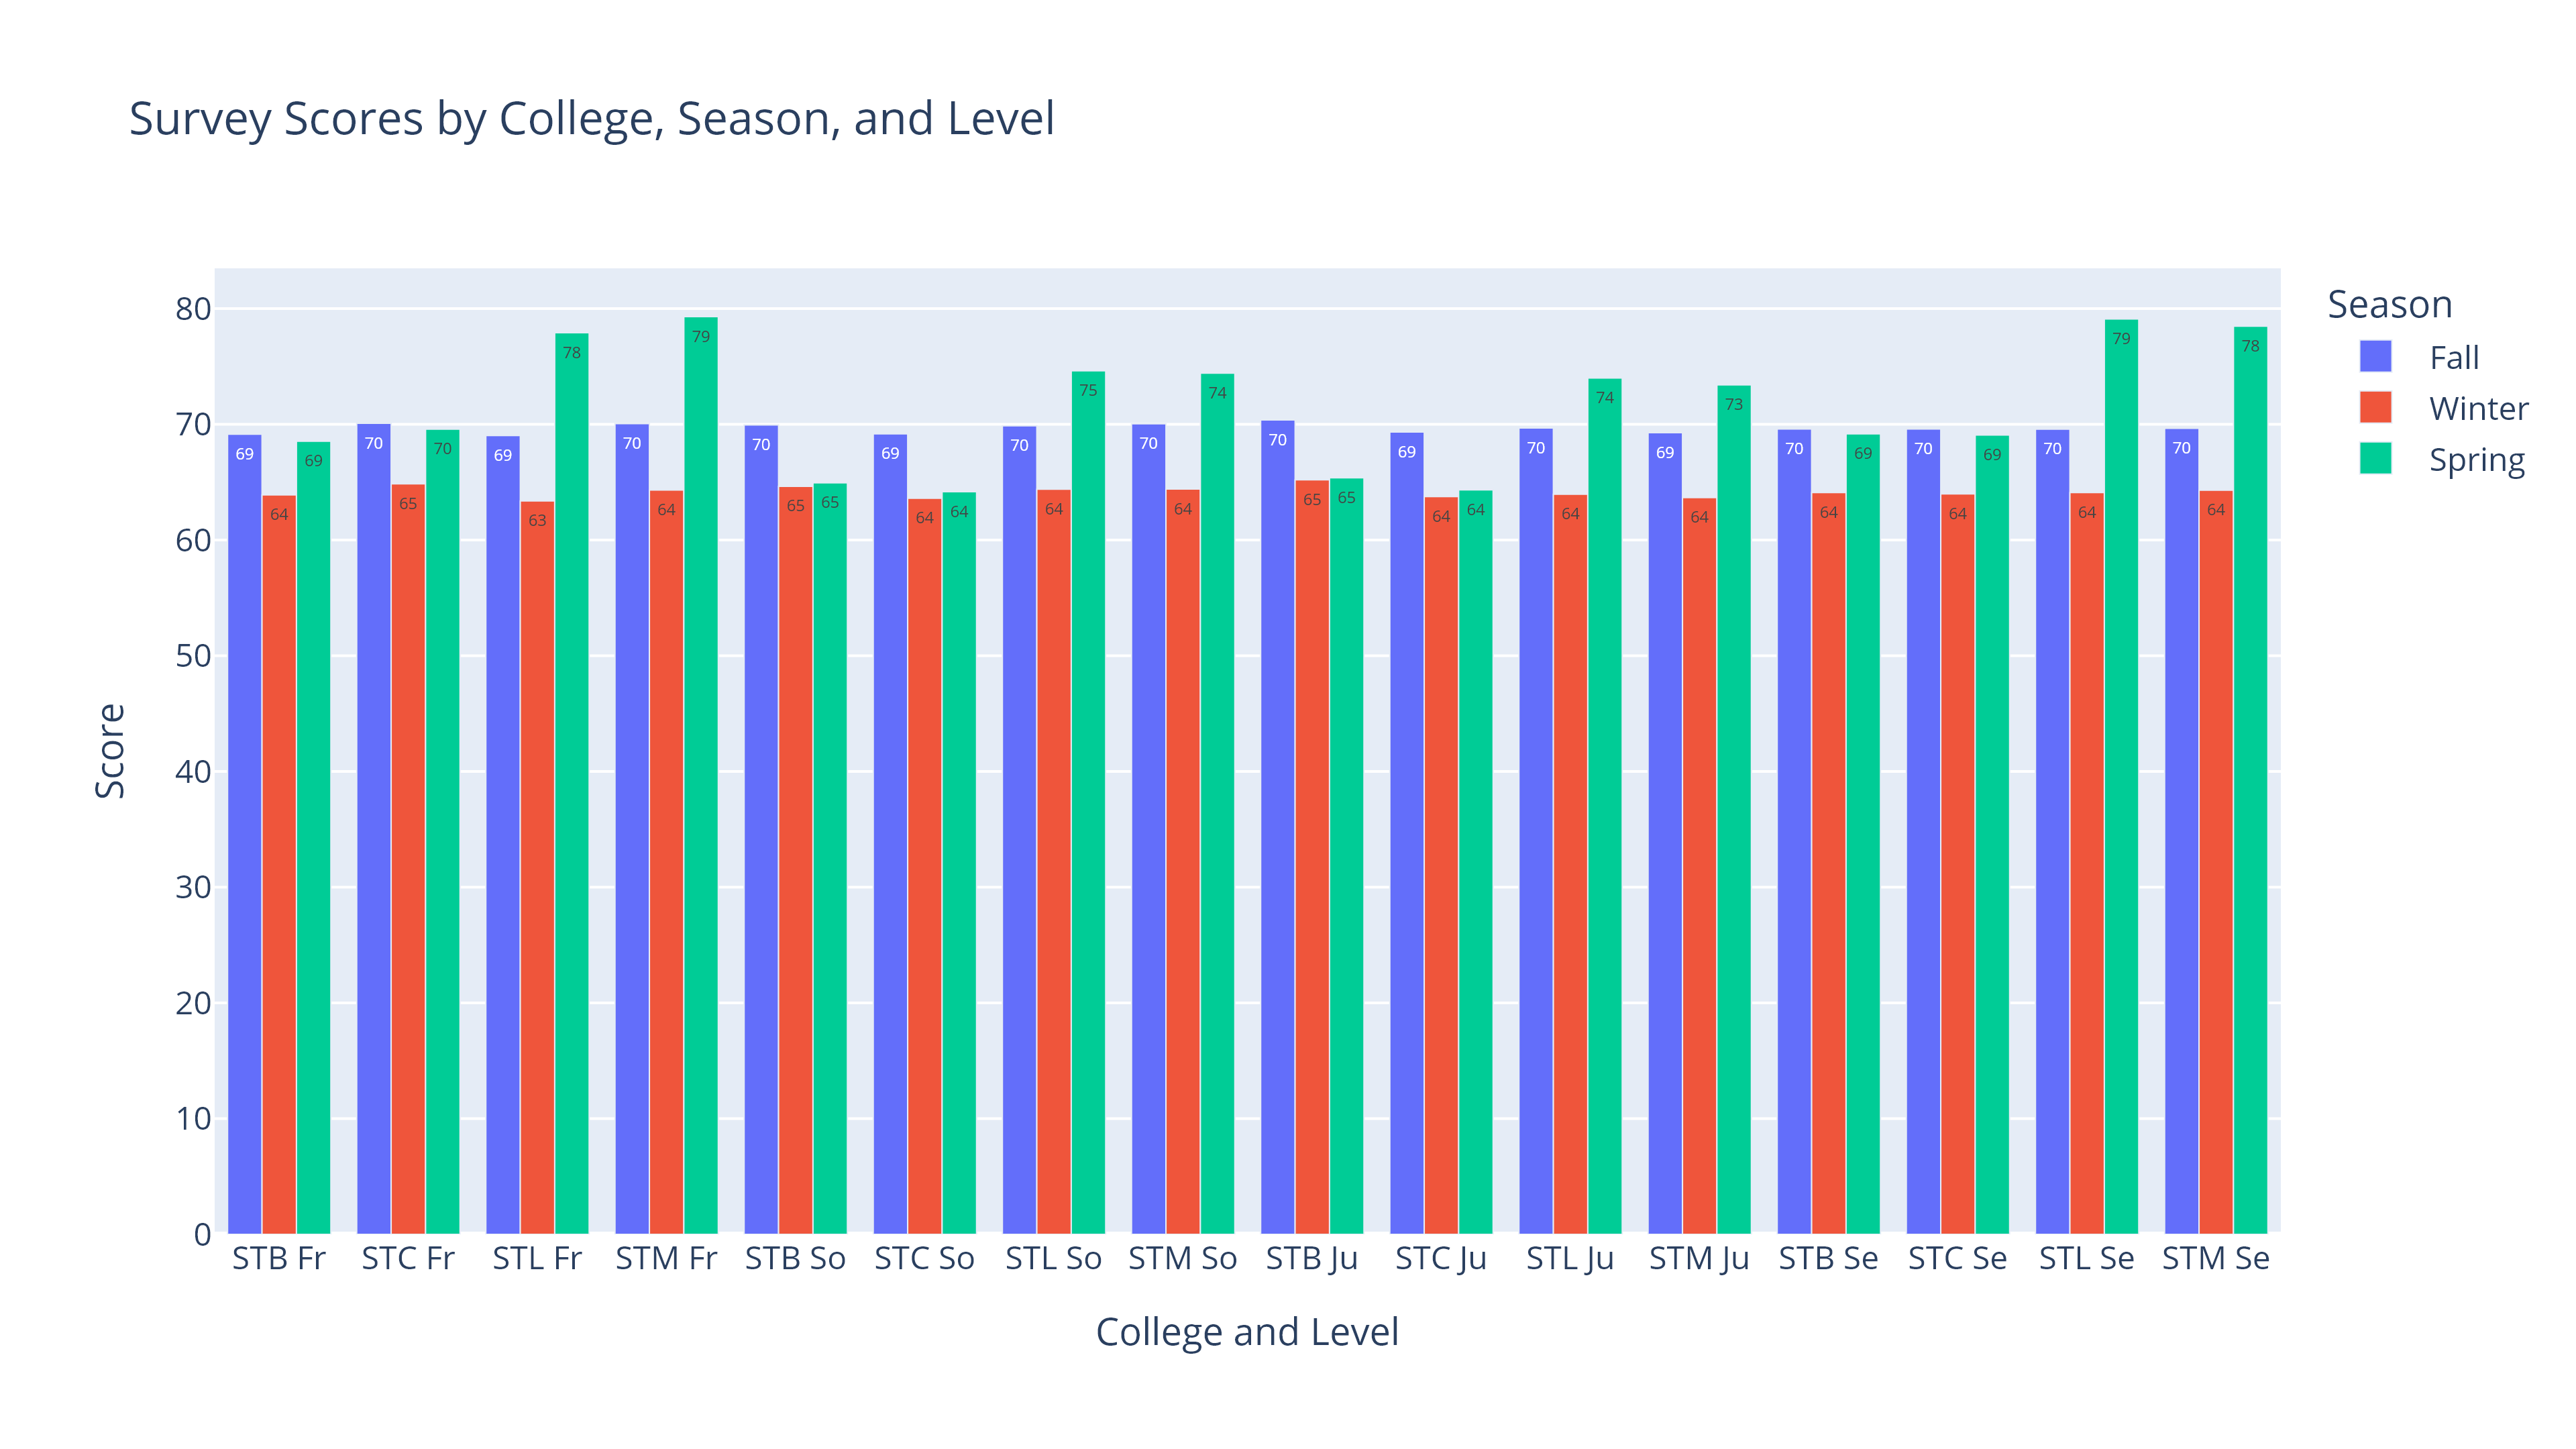 Survey Scores by College, Season, and Level
Season
Fall
Winter
Spring
Score
80
70
60
50
40
30
20
10
0
69 64 69
70 65 70
69 63 78
70 64 79
70 65 65
69 64 64
70 64 75
70 64 74
70 65 65
69 64 64
70 64 74
69 64 73
70 64 69
70 64 69
70 64 79
70 64 78
STB Fr STC Fr STL Fr STM Fr STB So STC So STL So STM So STB Ju STC Ju STL Ju STM Ju STB Se STC Se STL Se STM Se
College and Level